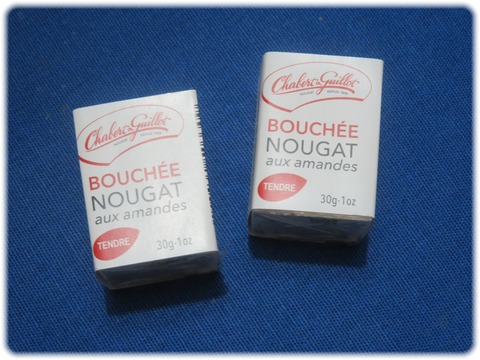 Chabert & Guillot
BOUCHÉE
NOUGAT
aux amandes
TENDRE
30g·1oz
Chabert & Guillot
BOUCHÉE
NOUGAT
aux amandes
TENDRE
30g·1oz